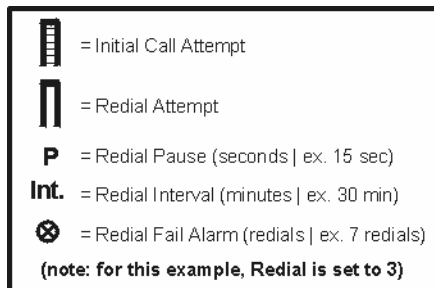 = Initial Call Attempt
= Redial Attempt
P = Redial Pause (seconds | ex. 15 sec)
Int. = Redial Interval (minutes | ex. 30 min)
= Redial Fail Alarm (redials | ex. 7 redials)
(note: for this example, Redial is set to 3)